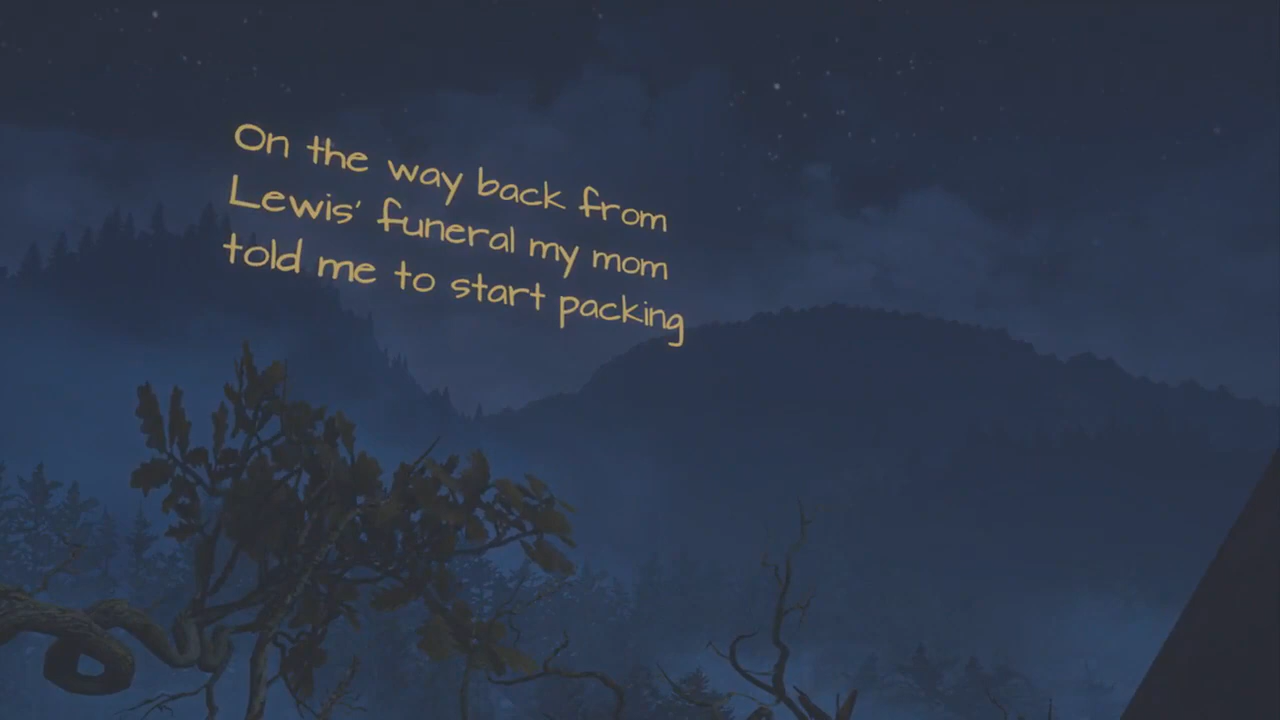 On the way back from
Lewis' funeral my mom
told me to start packing